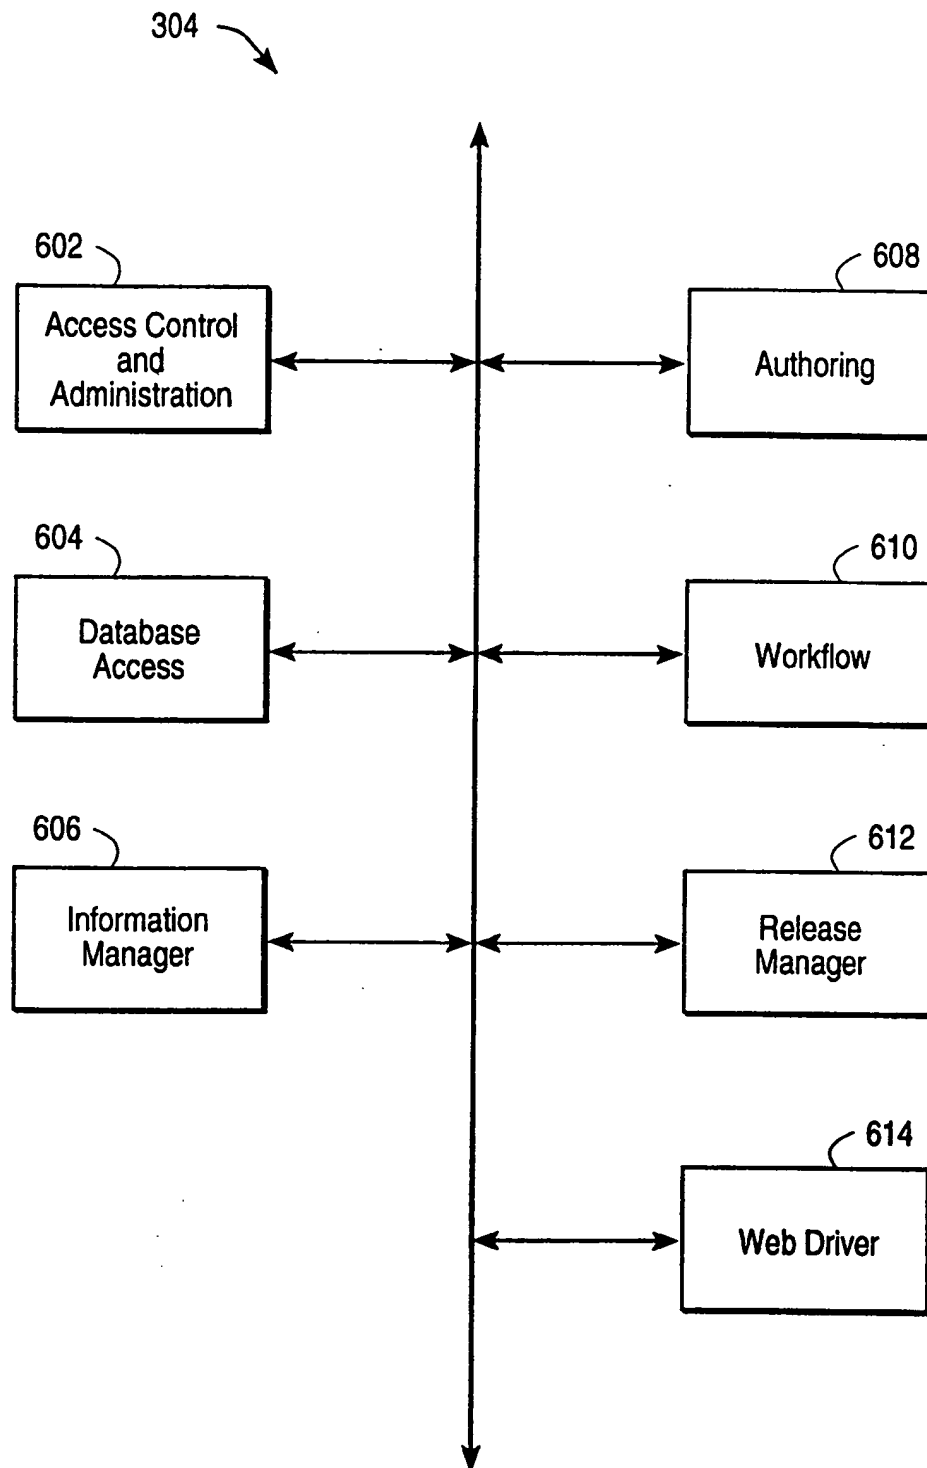 304
602
Access Control
and
Administration
608
Authoring
604
Database
Access
610
Workflow
606
Information
Manager
612
Release
Manager
614
Web Driver